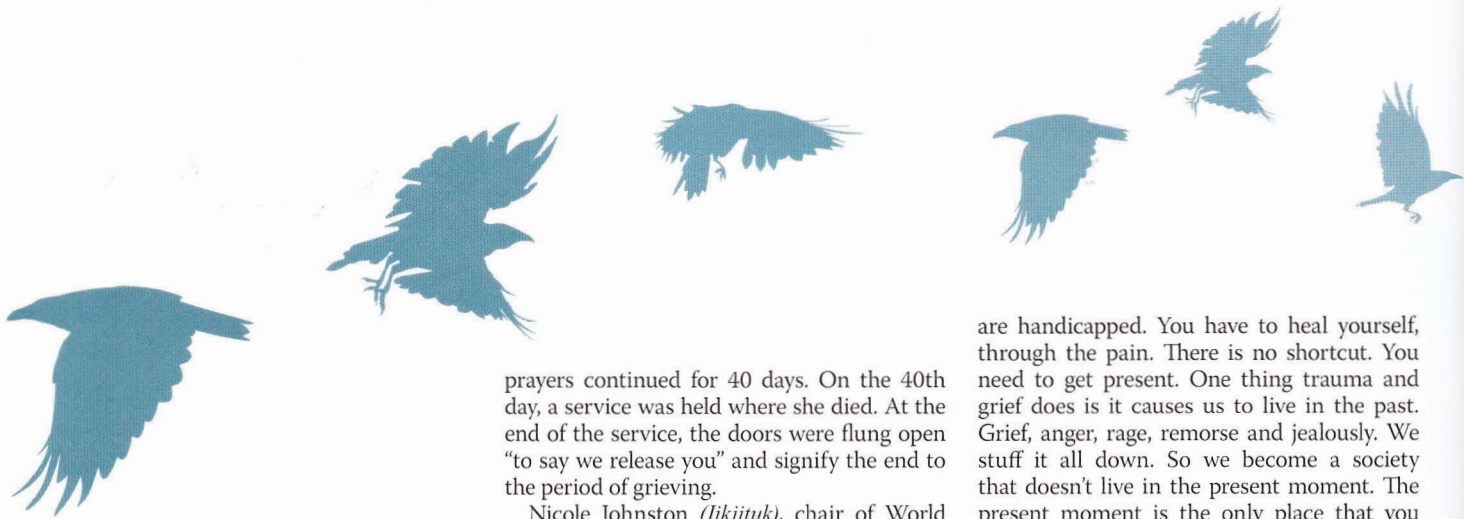 prayers continued for 40 days. On the 40th
day, a service was held where she died. At the
end of the service, the doors were flung open
“to say we release you” and signify the end to
the period of grieving.
Nicole Johnston (Jikjituk), chair of World
are handicapped. You have to heal yourself,
through the pain. There is no shortcut. You
need to get present. One thing trauma and
grief does is it causes us to live in the past.
Grief, anger, rage, remorse and jealously. We
stuff it all down. So we become a society
that doesn’t live in the present moment. The
present moment is the only place that you